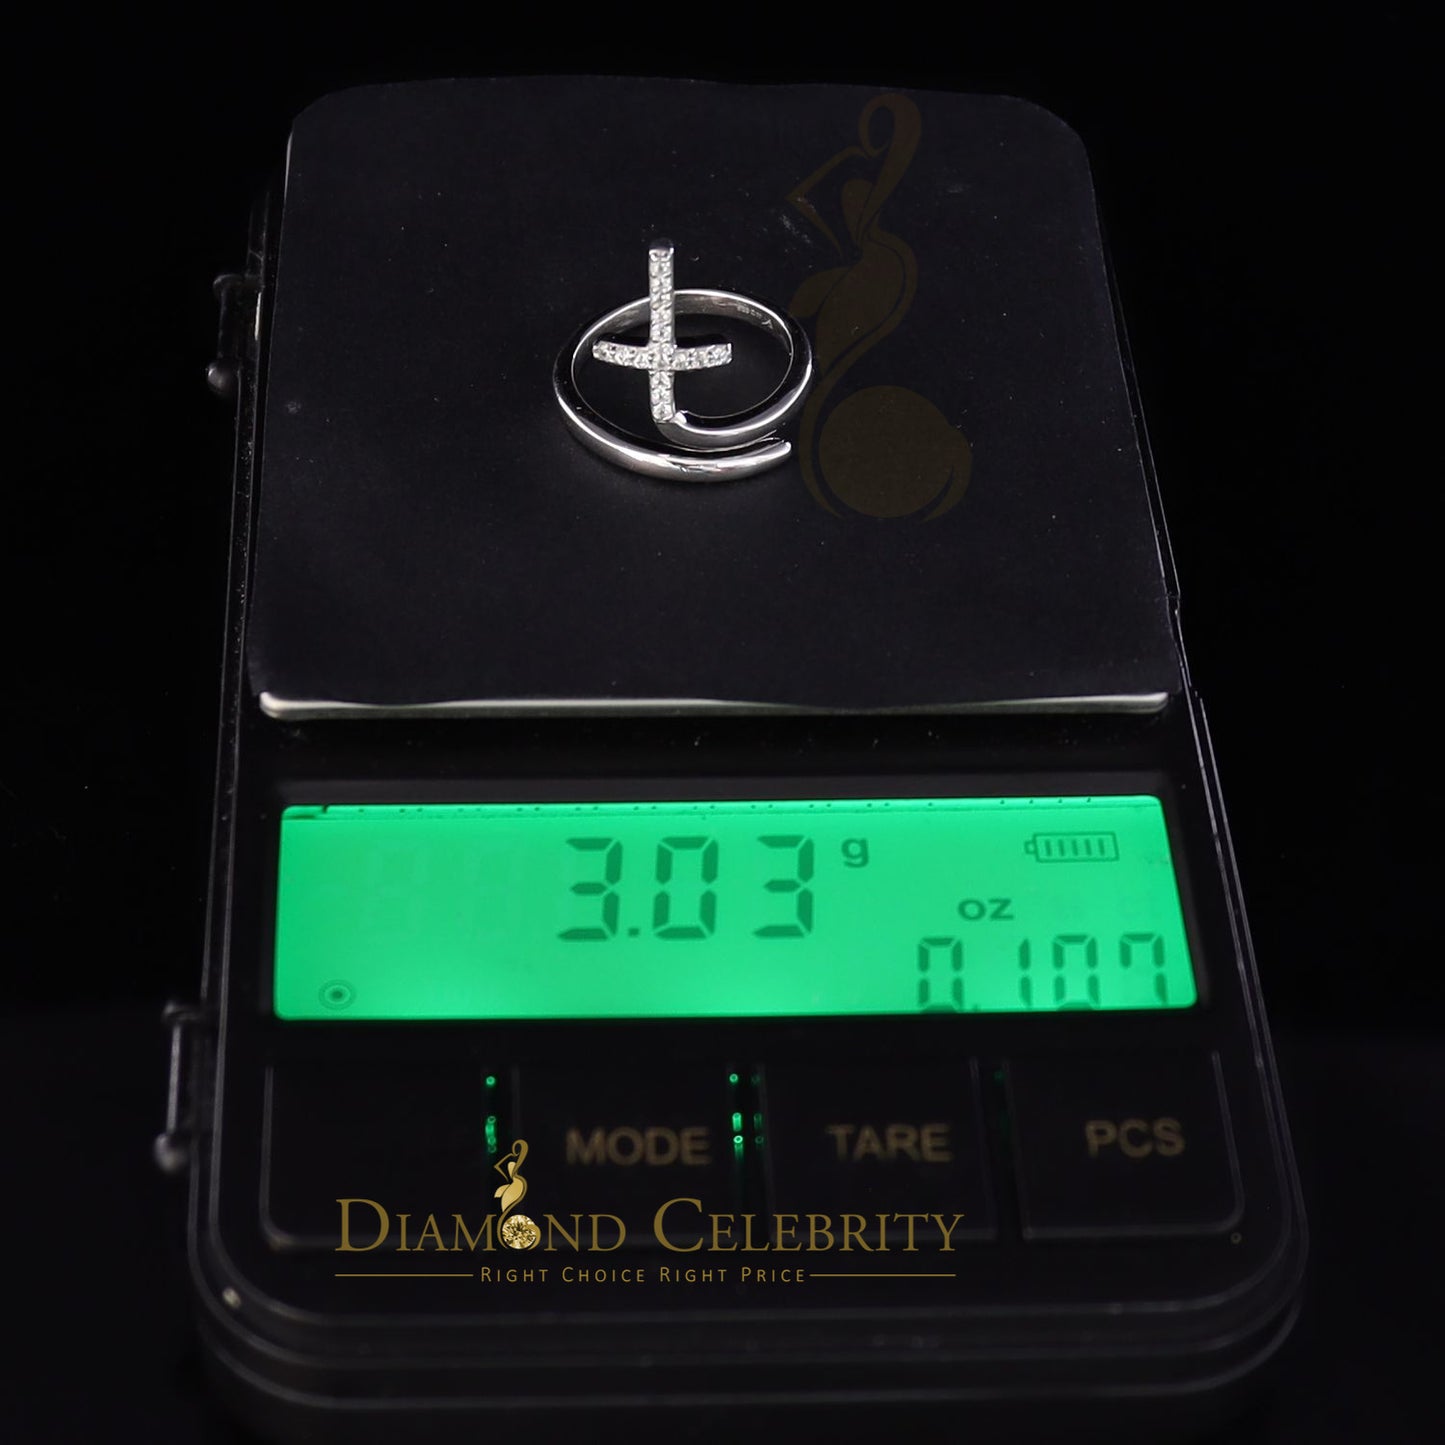 3.03 g
oz
0.107
MODE TARE PCS
DIAMOND CELEBRITY
RIGHT CHOICE RIGHT PRICE